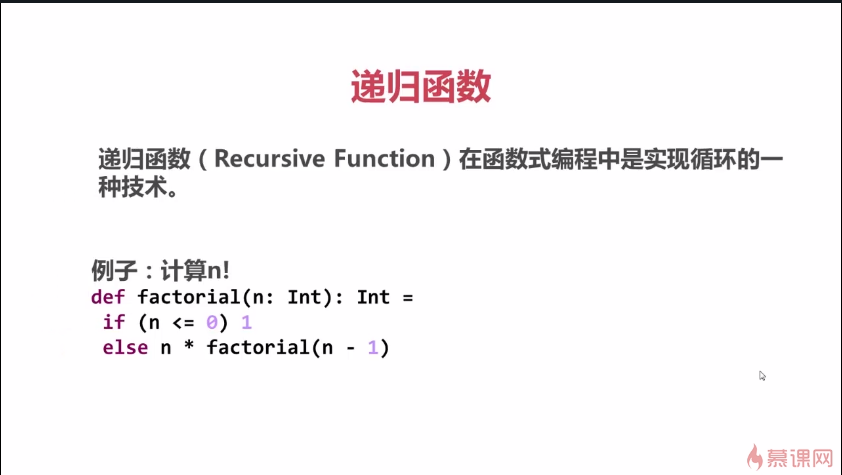 递归函数
递归函数（Recursive Function）在函数式编程中是实现循环的一
种技术。
例子：计算n!
def factorial(n: Int): Int =
if (n <= 0) 1
else n * factorial(n - 1)
慕课网